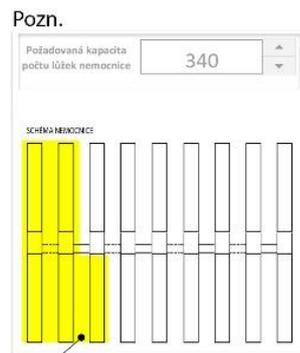 Pozn.
Požadovaná kapacita
počtu lůžek nemocnice
340
SCHÉMA NEMOCNICE